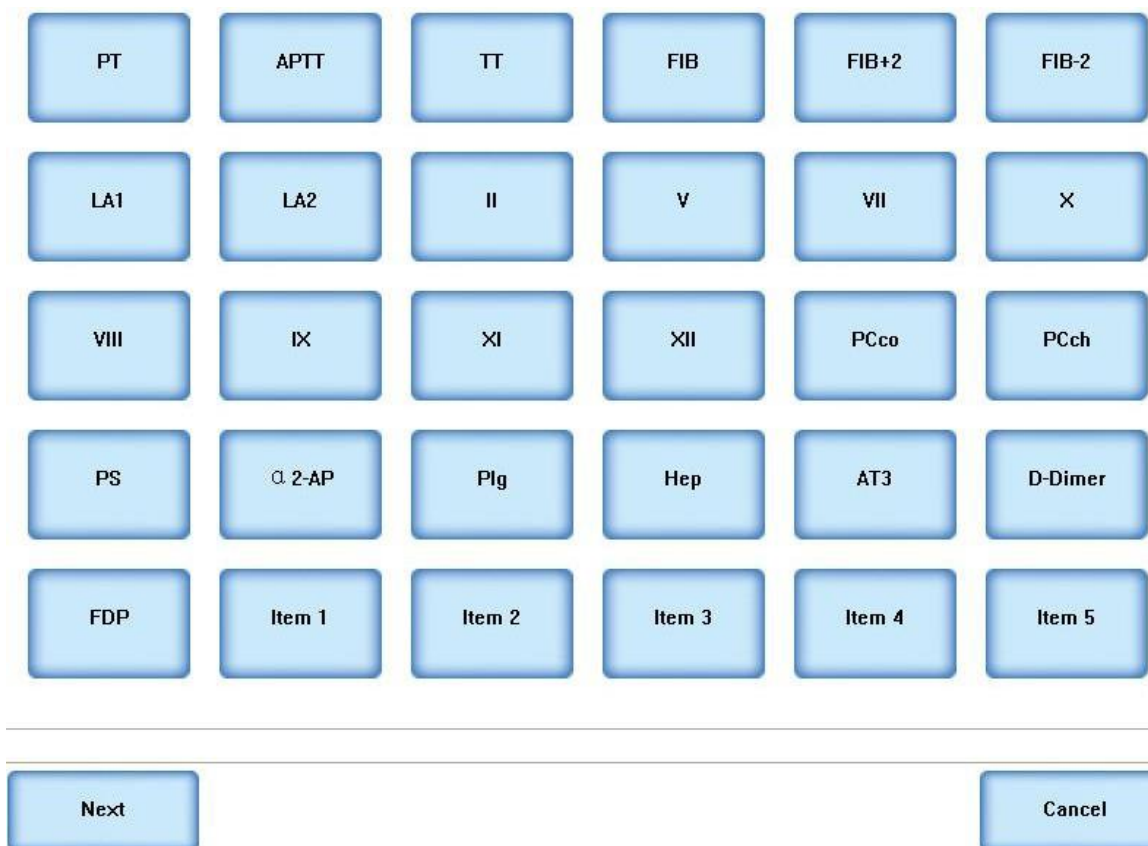 PT APTT TT FIB FIB+2 FIB-2
LA1 LA2 II V VII X
VIII IX XI XII PCco PCch
PS α2-AP Plg Hep AT3 D-Dimer
FDP Item 1 Item 2 Item 3 Item 4 Item 5
Next Cancel